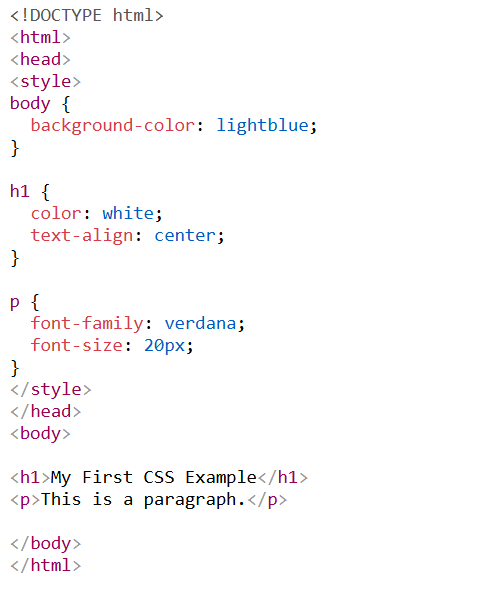 <!DOCTYPE html>
<html>
<head>
<style>
body {
  background-color: lightblue;
}

h1 {
  color: white;
  text-align: center;
}

p {
  font-family: verdana;
  font-size: 20px;
}
</style>
</head>
<body>

<h1>My First CSS Example</h1>
<p>This is a paragraph.</p>

</body>
</html>